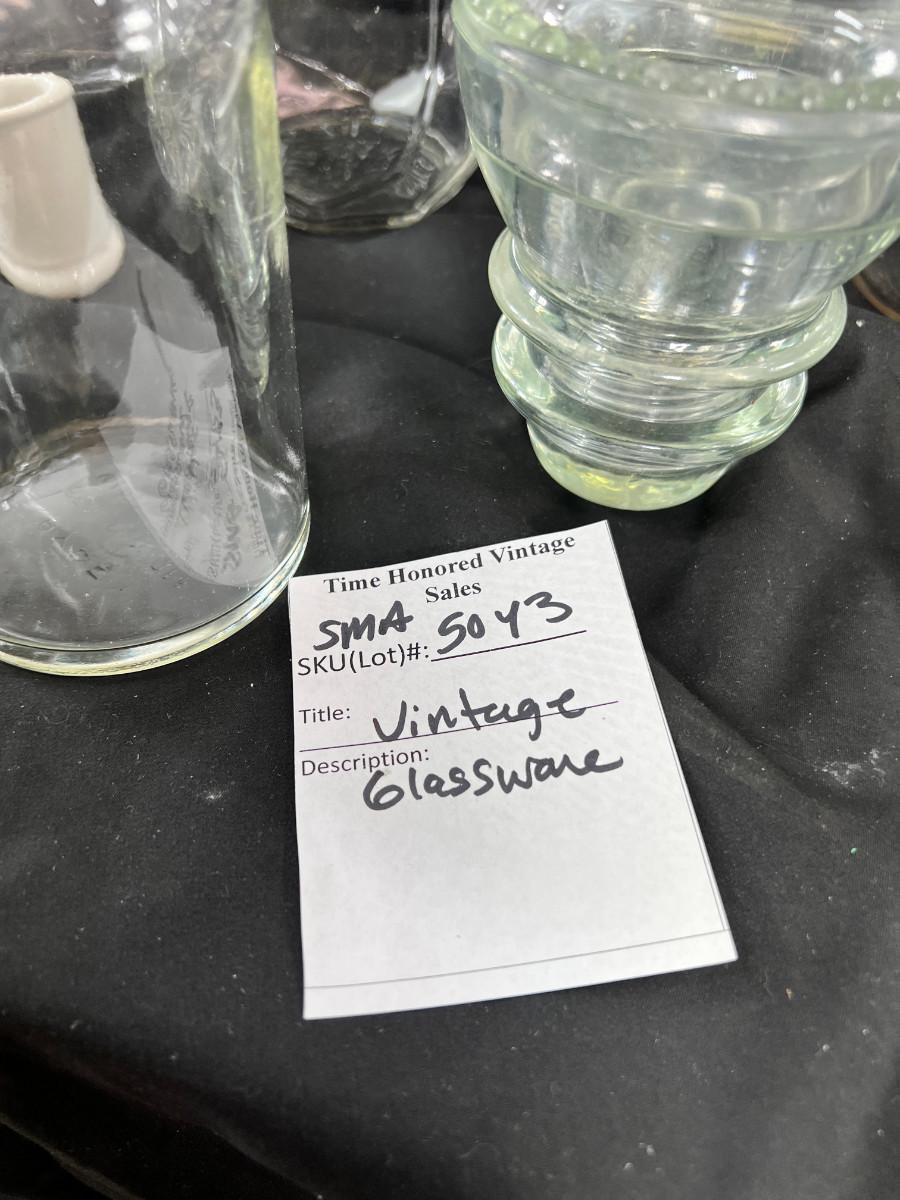 Time Honored Vintage
Sales
SMA
SKU(Lot)#: 5043
Title: Vintage
Description:
Glassware